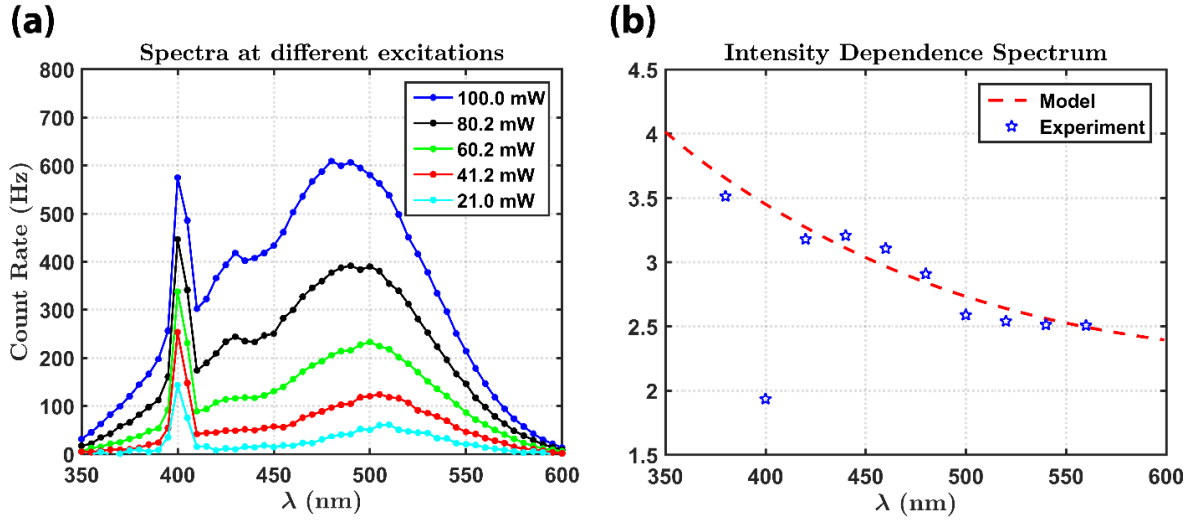 (a)
Spectra at different excitations
800
700
600
500
400
300
200
100
0
Count Rate (Hz)
350
400
450
500
550
600
λ (nm)
100.0 mW
80.2 mW
60.2 mW
41.2 mW
21.0 mW
(b)
Intensity Dependence Spectrum
4.5
4
3.5
3
2.5
2
1.5
350
400
450
500
550
600
λ (nm)
Model
Experiment